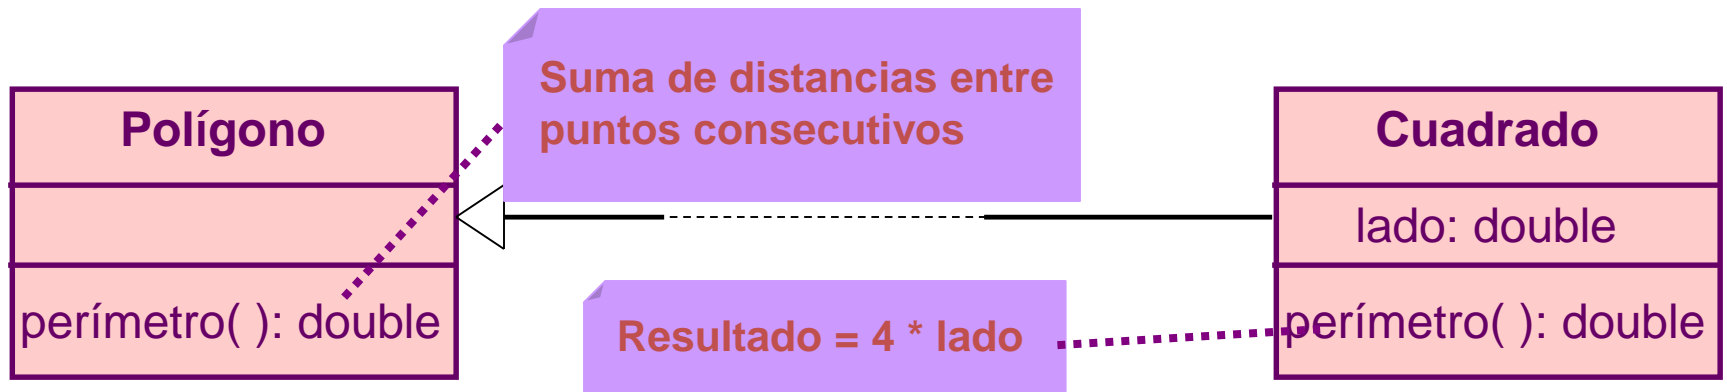 Polígono
perímetro( ): double
Suma de distancias entre
puntos consecutivos
Resultado = 4 * lado
Cuadrado
lado: double
perímetro( ): double